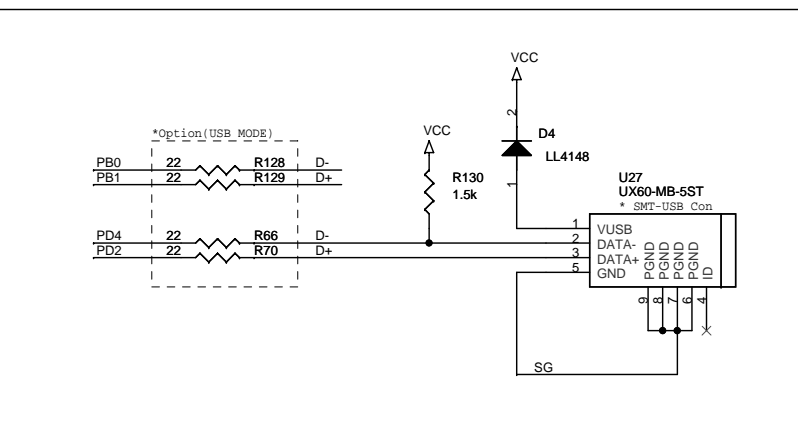 VCC
2
D4
LL4148
1
*Option(USB MODE)
PB0 22 R128 D-
PB1 22 R129 D+
VCC
R130
1.5k
U27
UX60-MB-5ST
* SMT-USB Con
PD4 22 R66 D-
PD2 22 R70 D+
1 VUSB
2 DATA-
3 DATA+
5 GND
PGND
PGND
PGND
PGND
ID
9
8
7
6
4
SG